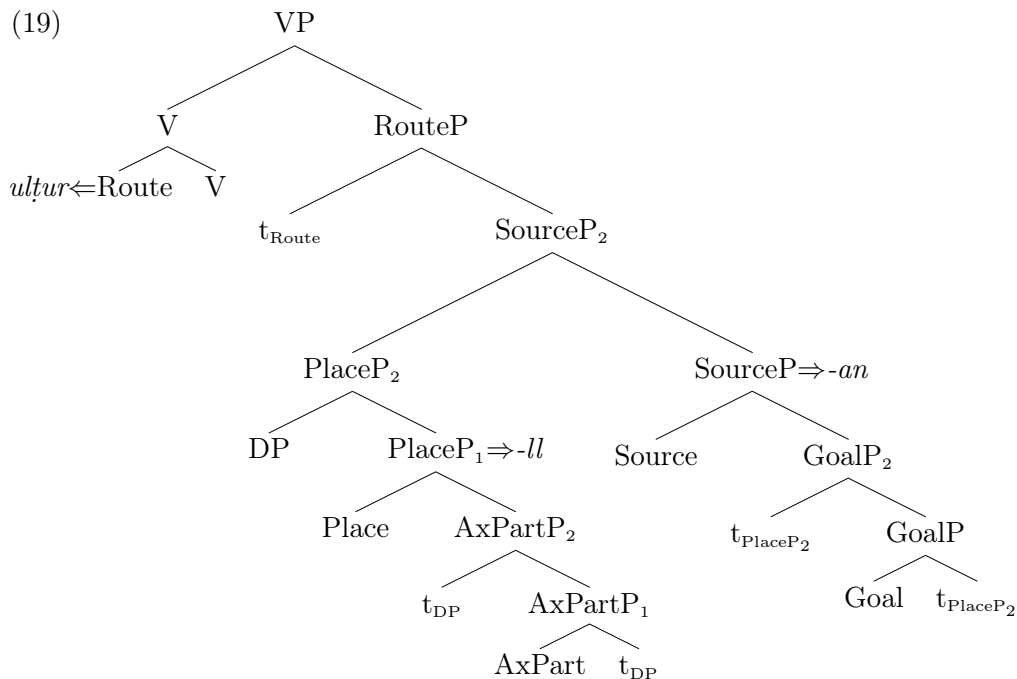 (19) VP
V RouteP
ulṭur⇐Route V
t_Route SourceP₂
PlaceP₂ SourceP⇒-an
DP PlaceP₁⇒-ll Source GoalP₂
Place AxPartP₂ t_PlaceP₂ GoalP
t_DP AxPartP₁ Goal t_PlaceP₂
AxPart t_DP